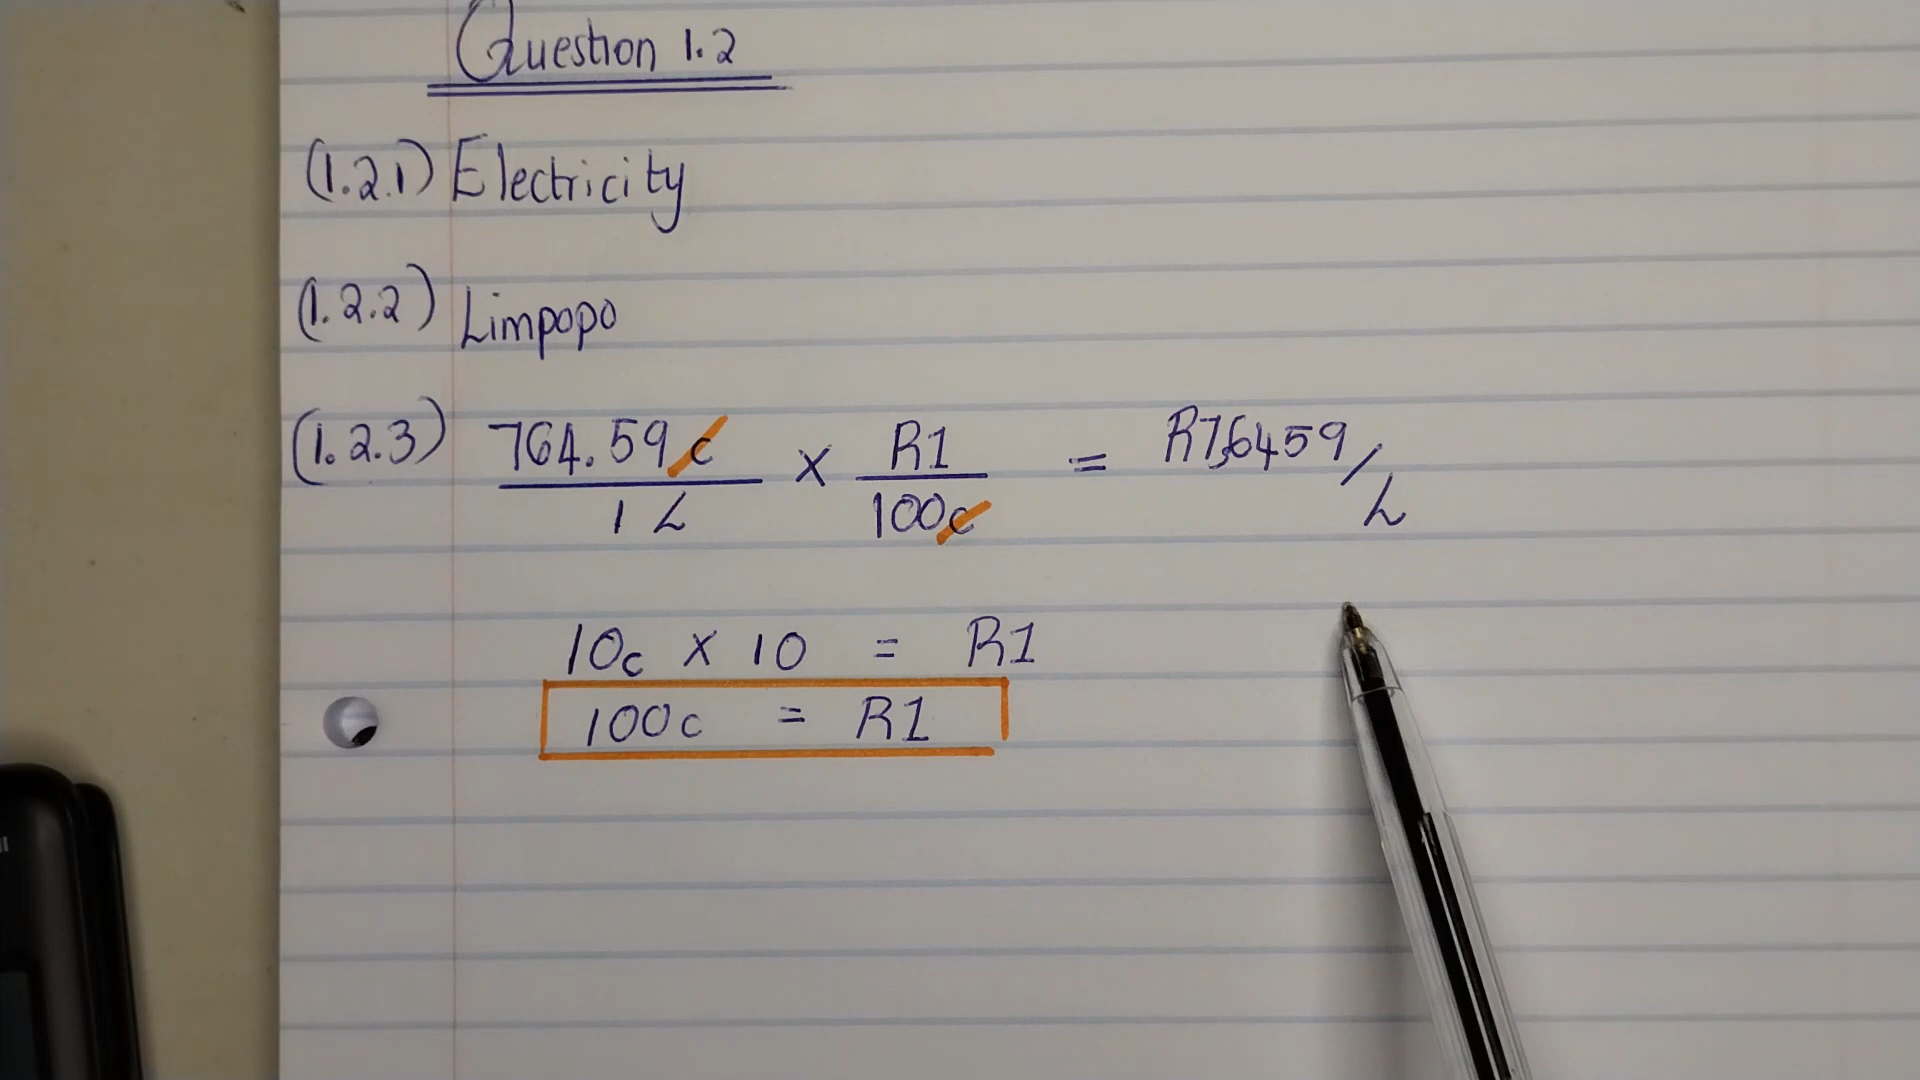 Question 1.2
(1.2.1) Electricity
(1.2.2) Limpopo
(1.2.3) 764.59c/1L × R1/100c = R7,6459/L
10c × 10 = R1
100c = R1